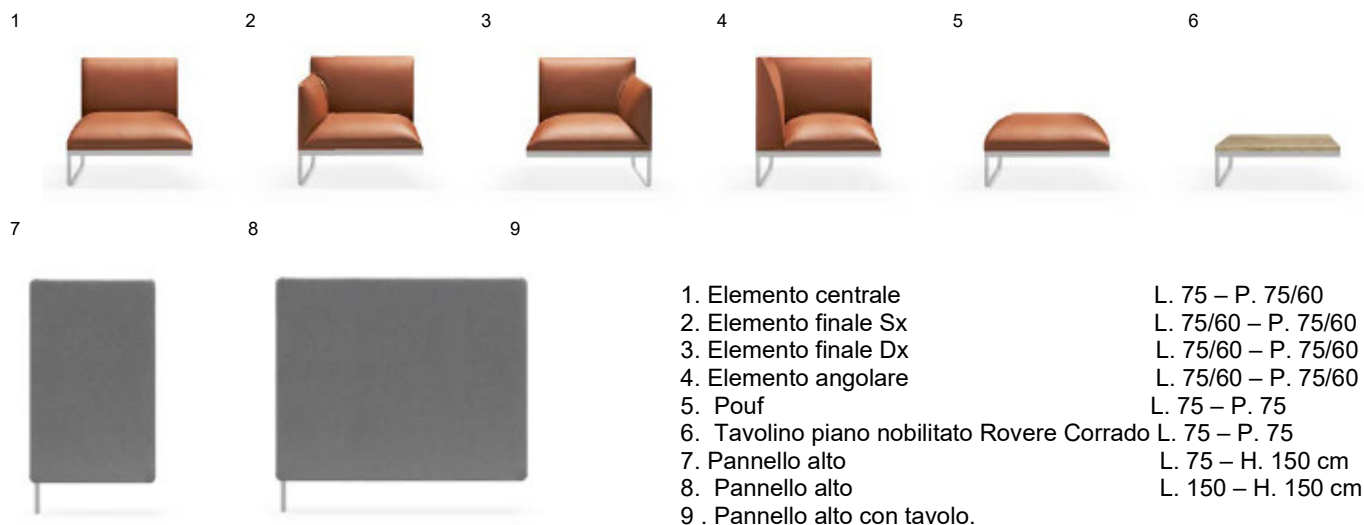 1 2 3 4 5 6
7 8 9
1. Elemento centrale L. 75 – P. 75/60
2. Elemento finale Sx L. 75/60 – P. 75/60
3. Elemento finale Dx L. 75/60 – P. 75/60
4. Elemento angolare L. 75/60 – P. 75/60
5. Pouf L. 75 – P. 75
6. Tavolino piano nobilitato Rovere Corrado L. 75 – P. 75
7. Pannello alto L. 75 – H. 150 cm
8. Pannello alto L. 150 – H. 150 cm
9 . Pannello alto con tavolo.